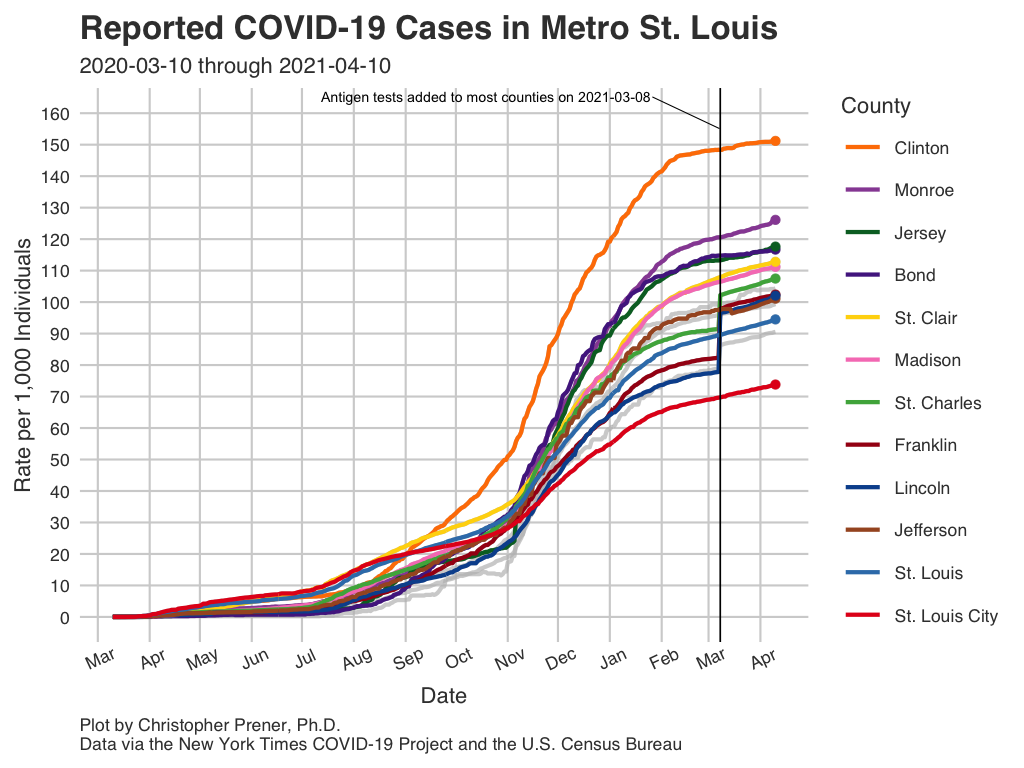 Reported COVID-19 Cases in Metro St. Louis
2020-03-10 through 2021-04-10
Antigen tests added to most counties on 2021-03-08
160
150
140
130
120
110
100
90
80
70
60
50
40
30
20
10
0
Rate per 1,000 Individuals
Mar Apr May Jun Jul Aug Sep Oct Nov Dec Jan Feb Mar Apr
Date
County
Clinton
Monroe
Jersey
Bond
St. Clair
Madison
St. Charles
Franklin
Lincoln
Jefferson
St. Louis
St. Louis City
Plot by Christopher Prener, Ph.D.
Data via the New York Times COVID-19 Project and the U.S. Census Bureau